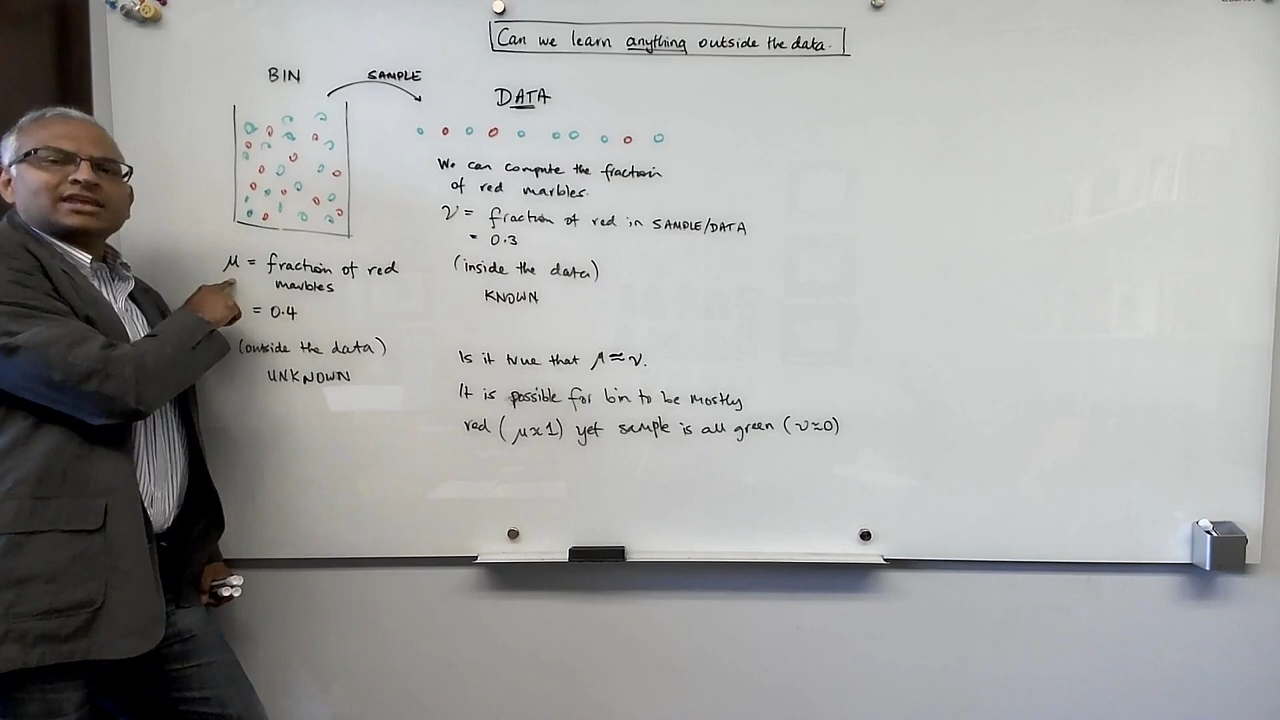 Can we learn anything outside the data.
BIN
SAMPLE
DATA
We can compute the fraction
of red marbles.
ν = fraction of red in SAMPLE/DATA
= 0.3
(inside the data)
KNOWN
μ = fraction of red
marbles
= 0.4
(outside the data)
UNKNOWN
Is it true that μ ≈ ν.
It is possible for bin to be mostly
red (μ≈1) yet sample is all green (ν≈0)